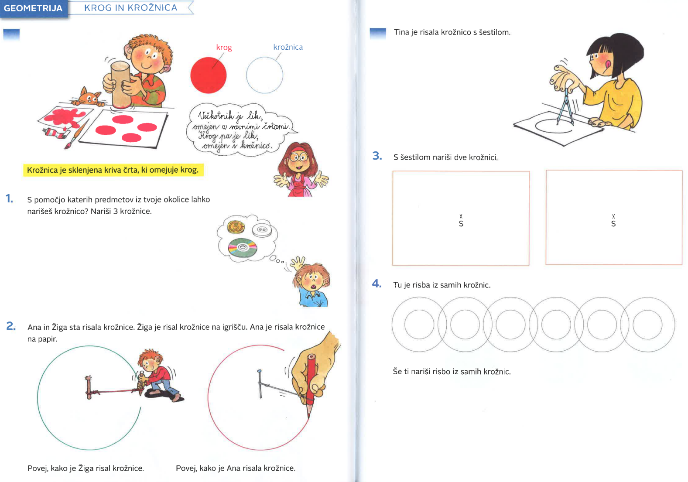 GEOMETRIJA
KROG IN KROŽNICA
krog
krožnica
Večkotnik je lik,
omejen z ravnimi črtami.
Krog pa je lik,
omejen s krožnico.
Krožnica je sklenjena kriva črta, ki omejuje krog.
1. S pomočjo katerih predmetov iz tvoje okolice lahko
narišeš krožnico? Nariši 3 krožnice.
2. Ana in Žiga sta risala krožnice. Žiga je risal krožnice na igrišču. Ana je risala krožnice
na papir.
Povej, kako je Žiga risal krožnice.
Povej, kako je Ana risala krožnice.
Tina je risala krožnico s šestilom.
3. S šestilom nariši dve krožnici.
x
S
x
S
4. Tu je risba iz samih krožnic.
Še ti nariši risbo iz samih krožnic.